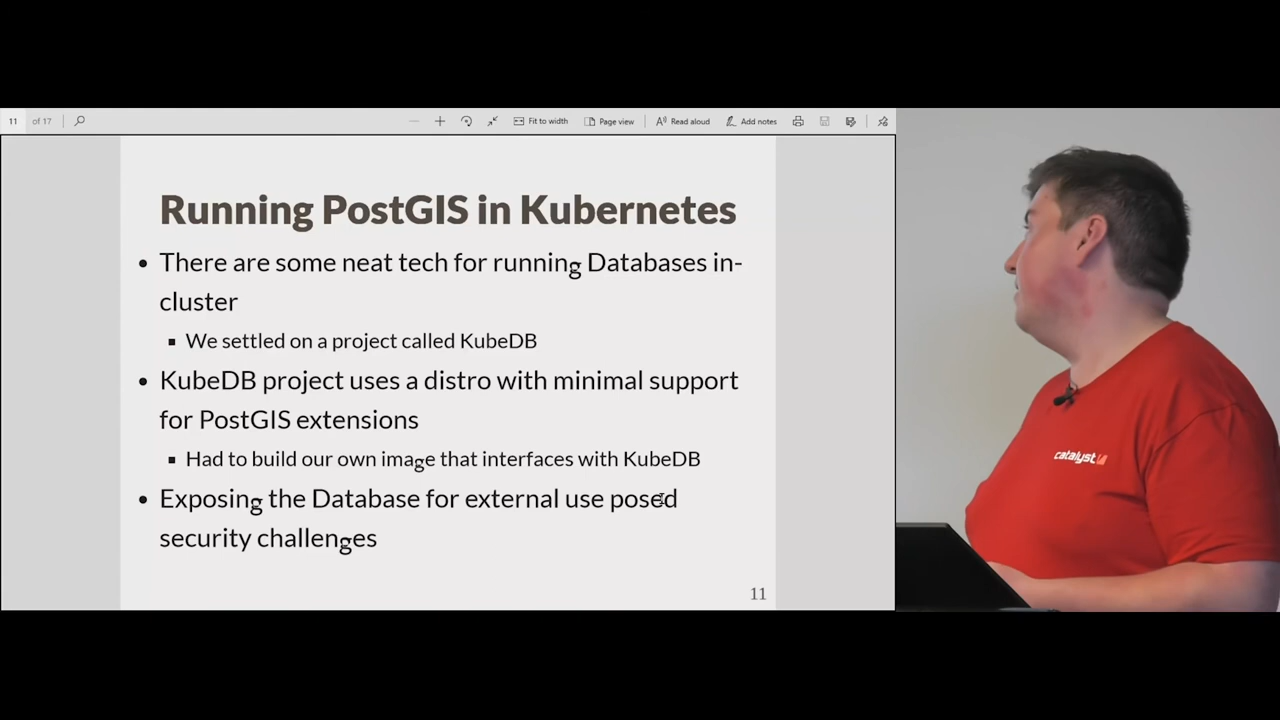 11 of 17 Fit to width Page view Read aloud Add notes
Running PostGIS in Kubernetes
• There are some neat tech for running Databases in-
cluster
▪ We settled on a project called KubeDB
• KubeDB project uses a distro with minimal support
for PostGIS extensions
▪ Had to build our own image that interfaces with KubeDB
• Exposing the Database for external use posed
security challenges
11
catalyst